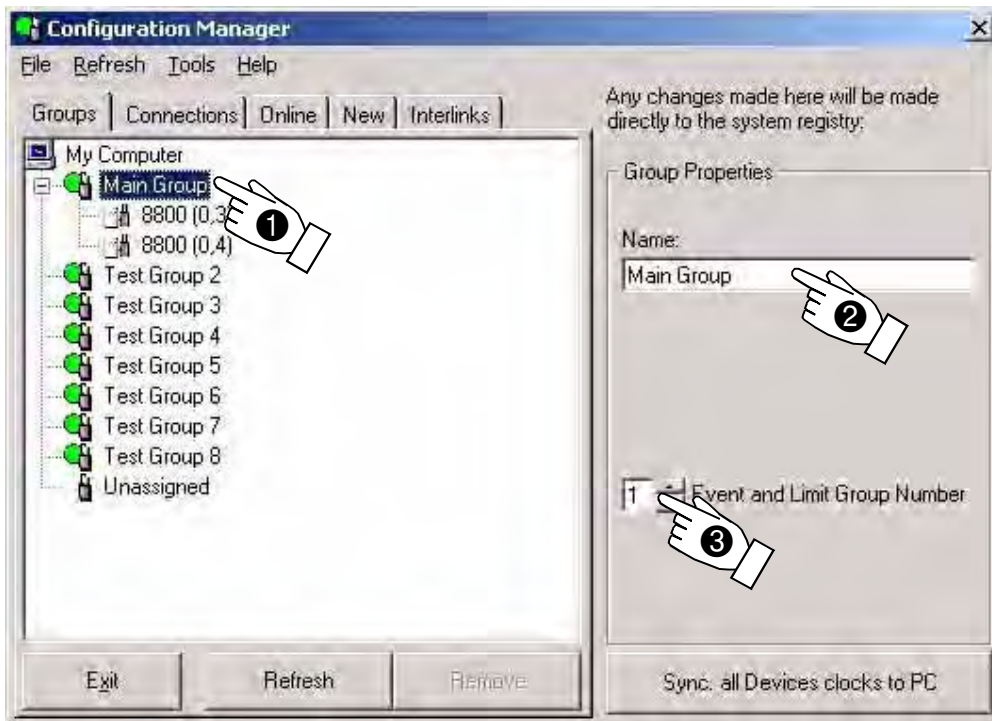 Configuration Manager
File Refresh Tools Help
Groups Connections Online New Interlinks
My Computer
Main Group
8800 (0,3
8800 (0,4)
Test Group 2
Test Group 3
Test Group 4
Test Group 5
Test Group 6
Test Group 7
Test Group 8
Unassigned
Exit
Refresh
Remove
Any changes made here will be made
directly to the system registry:
Group Properties
Name:
Main Group
1 Event and Limit Group Number
Sync. all Devices clocks to PC
1
2
3